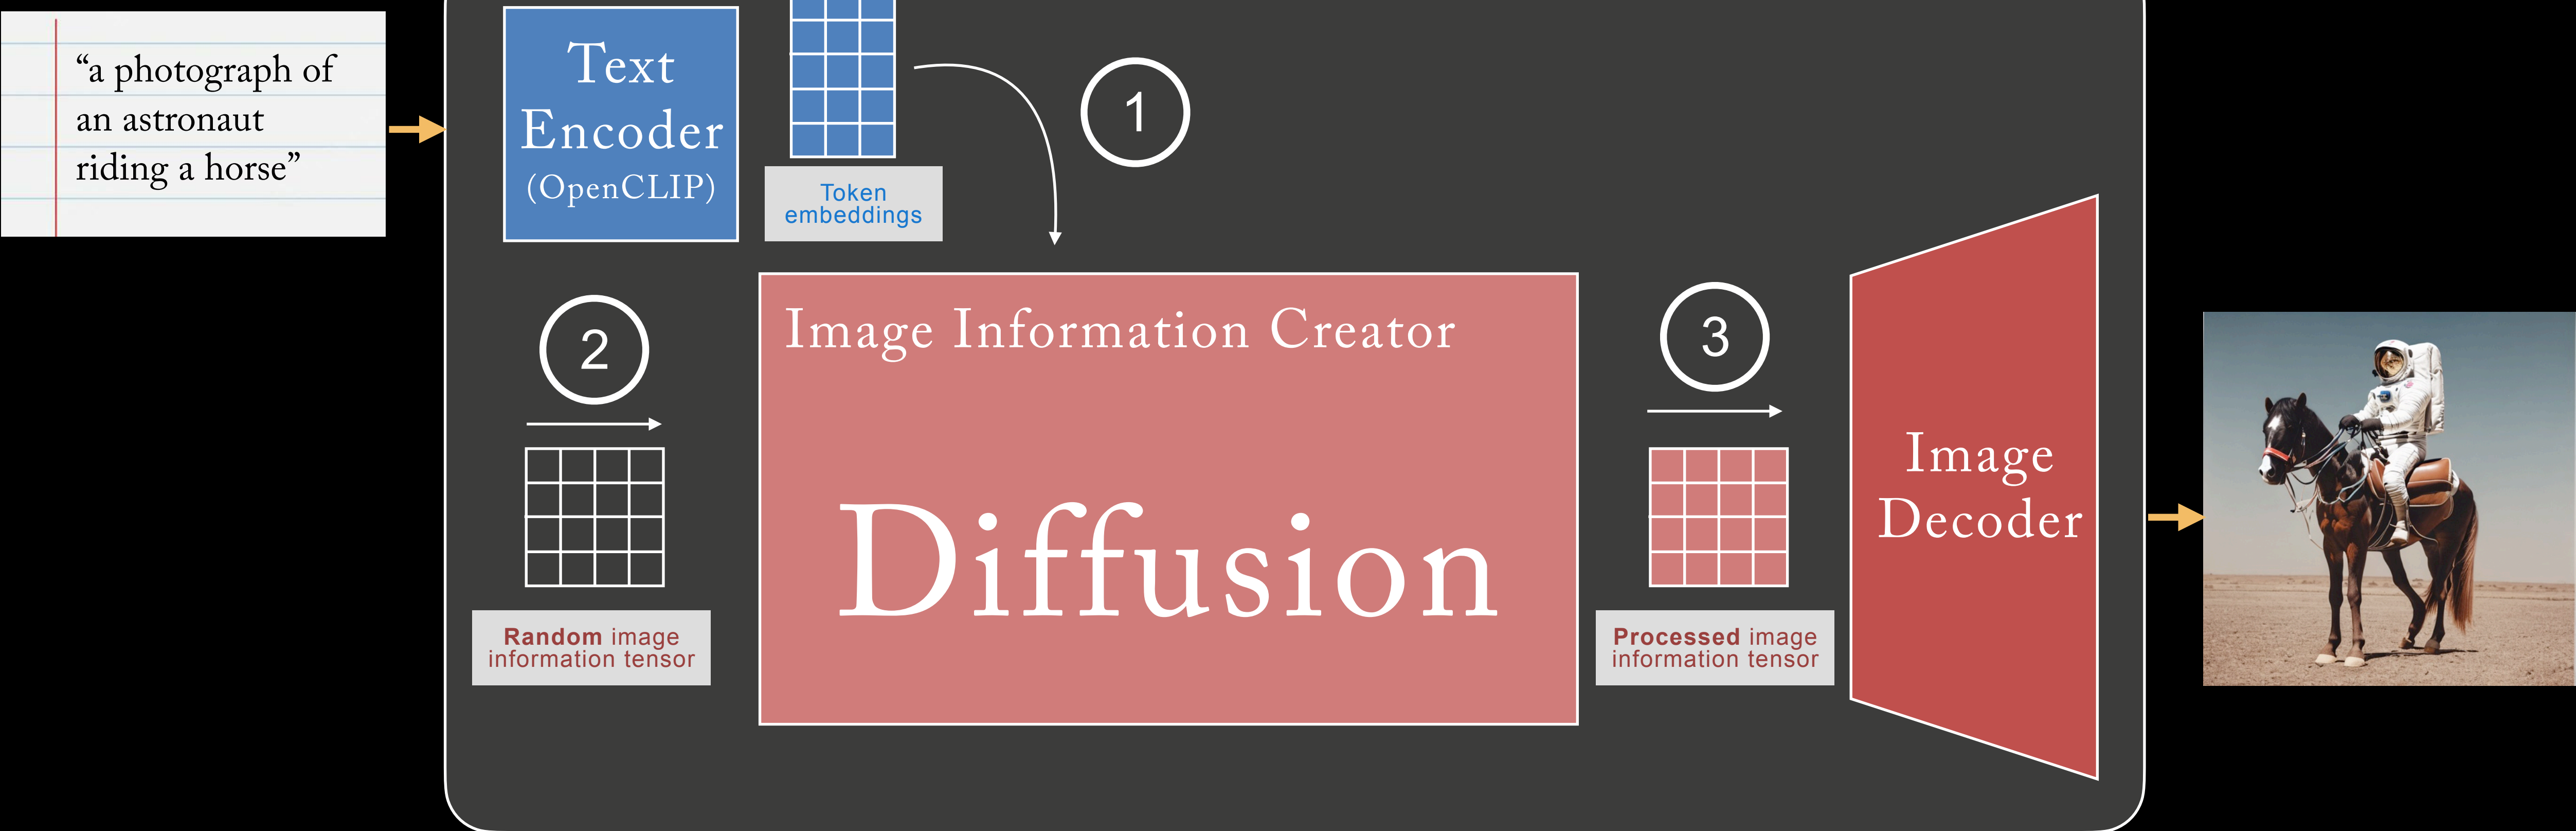 “a photograph of
an astronaut
riding a horse”
Text
Encoder
(OpenCLIP)
Token
embeddings
1
2
Image Information Creator
Diffusion
3
Random image
information tensor
Processed image
information tensor
Image
Decoder